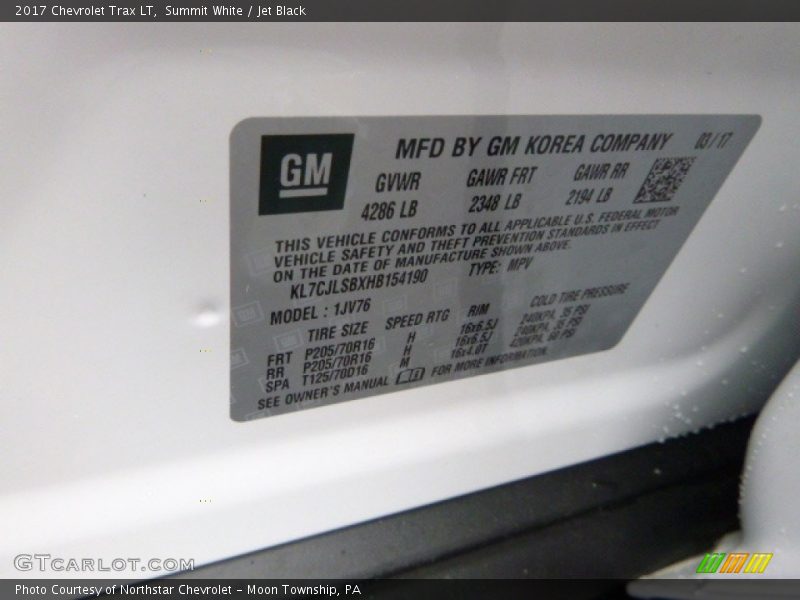 2017 Chevrolet Trax LT,  Summit White / Jet Black
MFD BY GM KOREA COMPANY 03/17
GM
GVWR GAWR FRT GAWR RR
4286 LB 2348 LB 2194 LB
THIS VEHICLE CONFORMS TO ALL APPLICABLE U.S. FEDERAL MOTOR
VEHICLE SAFETY AND THEFT PREVENTION STANDARDS IN EFFECT
ON THE DATE OF MANUFACTURE SHOWN ABOVE.
KL7CJLSBXHB154190 TYPE: MPV
MODEL : 1JV76
TIRE SIZE SPEED RTG RIM COLD TIRE PRESSURE
FRT P205/70R16 H 16x6.5J 240KPA, 35 PSI
RR P205/70R16 H 16x6.5J 240KPA, 35 PSI
SPA T125/70D16 M 16x4.0T 420KPA, 60 PSI
SEE OWNER'S MANUAL FOR MORE INFORMATION.
GTCARLOT.COM
Photo Courtesy of Northstar Chevrolet - Moon Township, PA